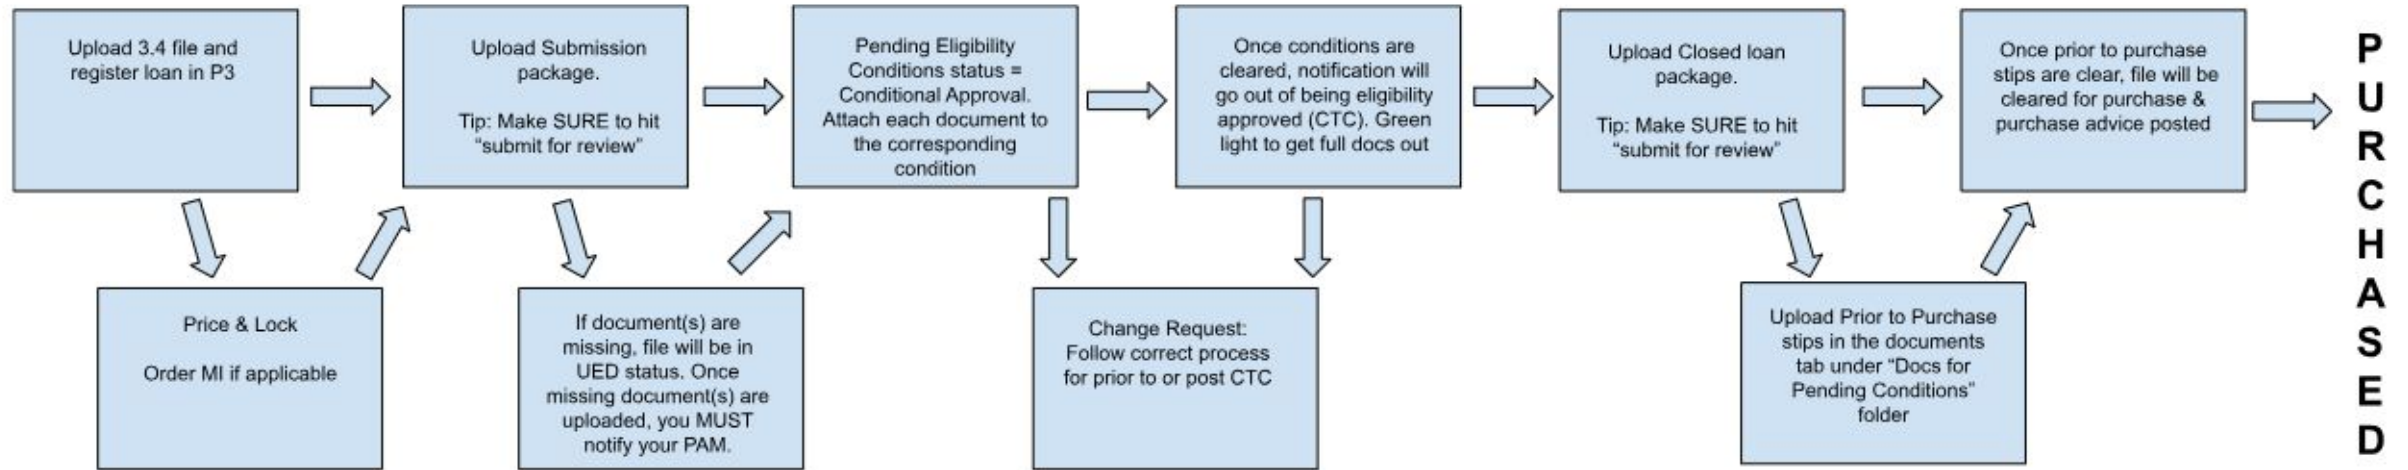 Upload 3.4 file and
register loan in P3
Upload Submission
package.
Tip: Make SURE to hit
“submit for review”
Pending Eligibility
Conditions status =
Conditional Approval.
Attach each document to
the corresponding
condition
Once conditions are
cleared, notification will
go out of being eligibility
approved (CTC). Green
light to get full docs out
Upload Closed loan
package.
Tip: Make SURE to hit
“submit for review”
Once prior to purchase
stips are clear, file will be
cleared for purchase &
purchase advice posted
PURCHASED
Price & Lock
Order MI if applicable
If document(s) are
missing, file will be in
UED status. Once
missing document(s) are
uploaded, you MUST
notify your PAM.
Change Request:
Follow correct process
for prior to or post CTC
Upload Prior to Purchase
stips in the documents
tab under “Docs for
Pending Conditions”
folder